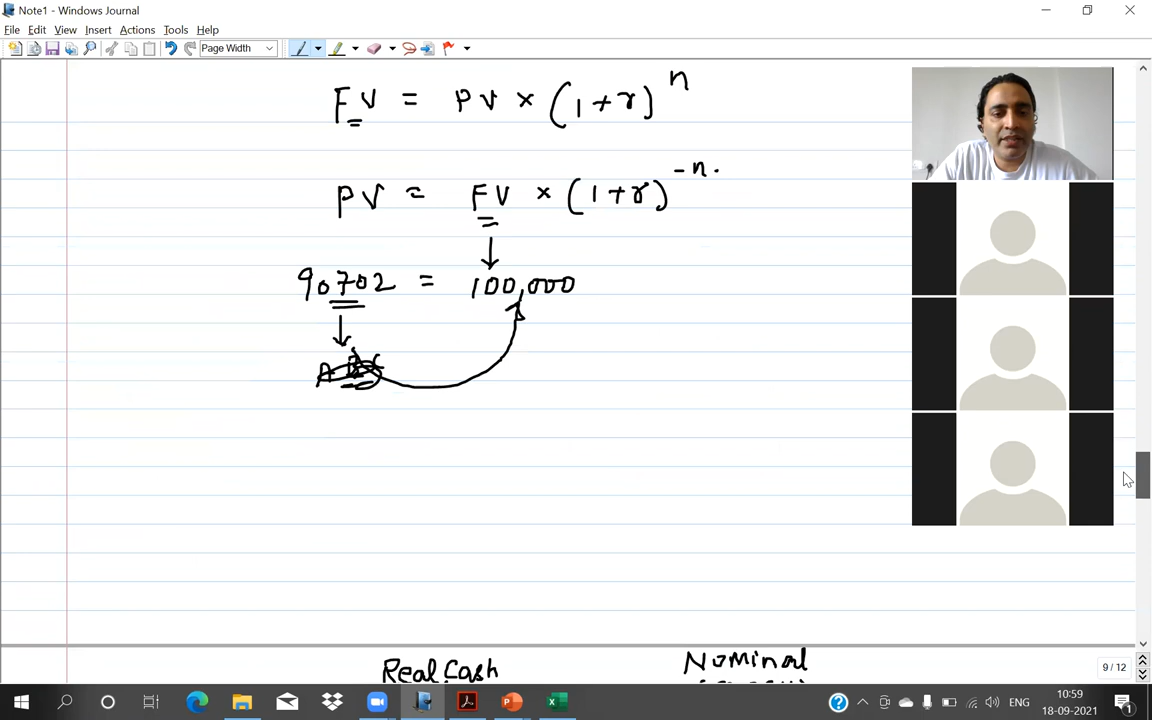 Note1 - Windows Journal
File Edit View Insert Actions Tools Help
Page Width
FV = PV × (1+r)^n
PV = FV × (1+r)^-n.
90702 = 100,000
Real Cash
Nominal
9/12
ENG
10:59
18-09-2021
1